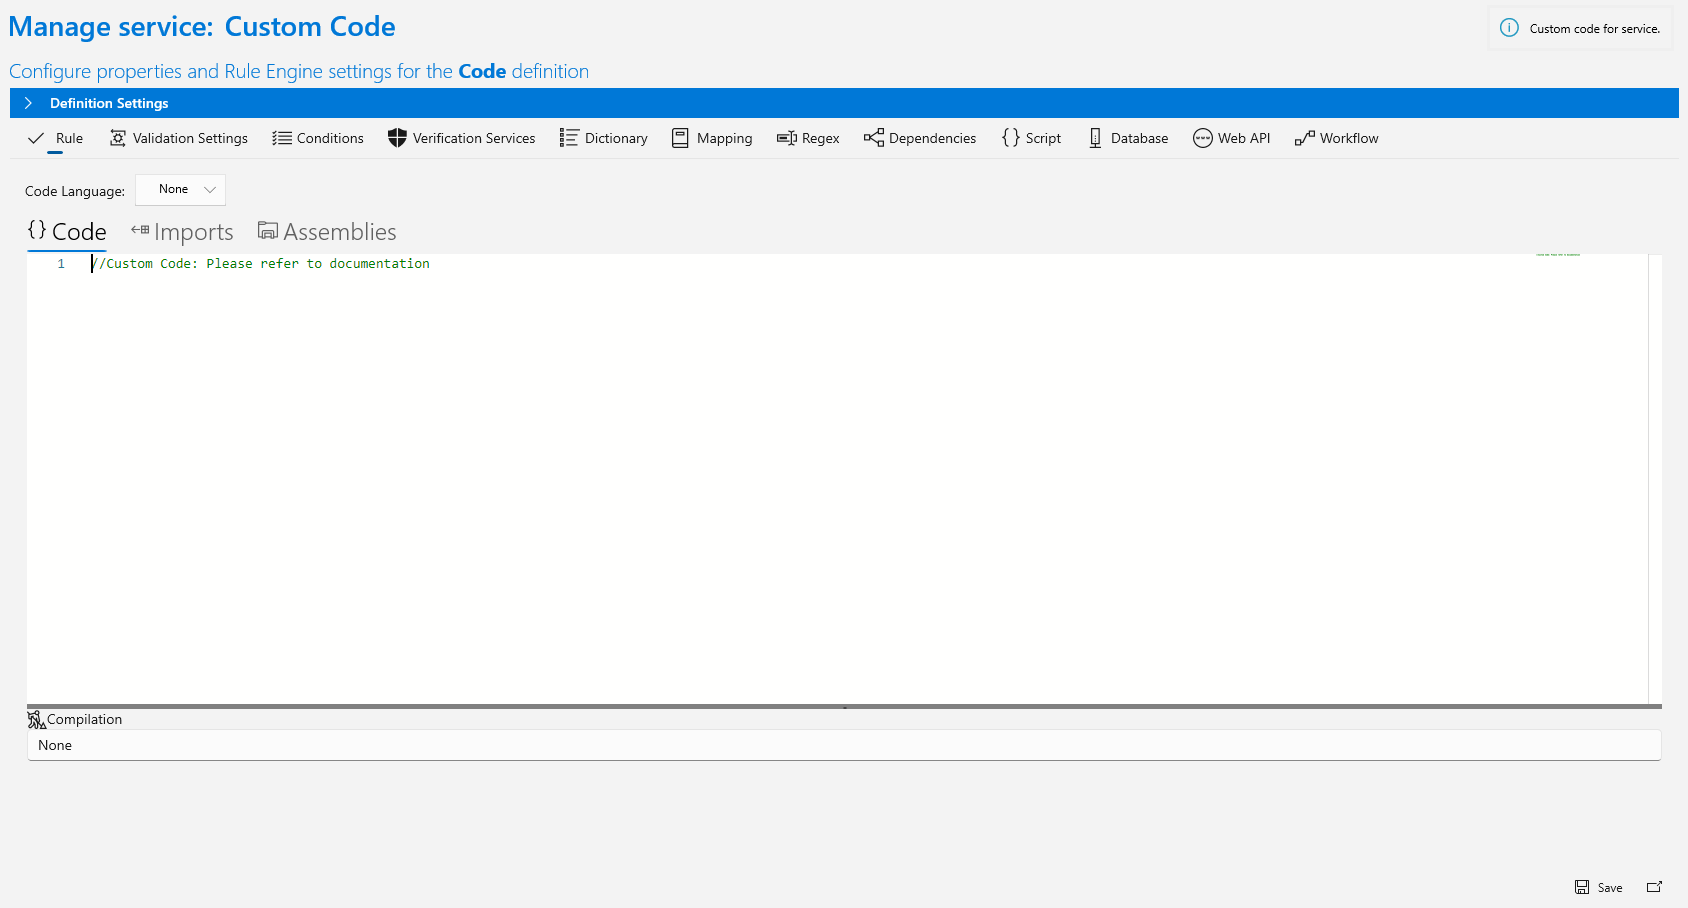 Manage service: Custom Code
Custom code for service.
Configure properties and Rule Engine settings for the Code definition
Definition Settings
Rule Validation Settings Conditions Verification Services Dictionary Mapping Regex Dependencies Script Database Web API Workflow
Code Language: None
Code Imports Assemblies
1 //Custom Code: Please refer to documentation
Compilation
None
Save